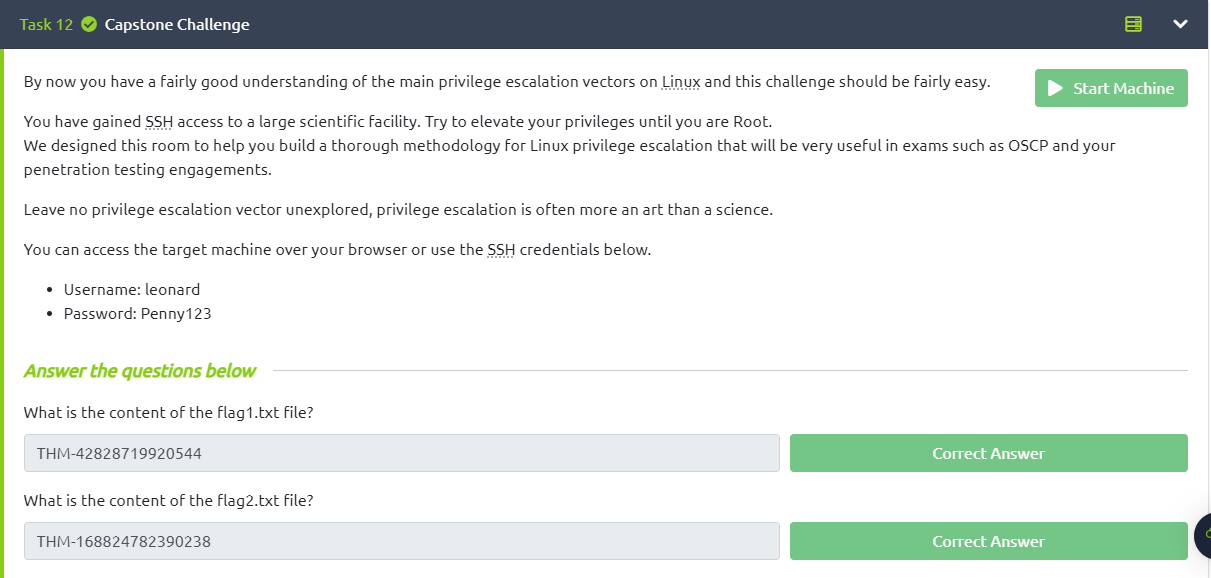 Task 12 Capstone Challenge
By now you have a fairly good understanding of the main privilege escalation vectors on Linux and this challenge should be fairly easy.
Start Machine
You have gained SSH access to a large scientific facility. Try to elevate your privileges until you are Root.
We designed this room to help you build a thorough methodology for Linux privilege escalation that will be very useful in exams such as OSCP and your
penetration testing engagements.
Leave no privilege escalation vector unexplored, privilege escalation is often more an art than a science.
You can access the target machine over your browser or use the SSH credentials below.
• Username: leonard
• Password: Penny123
Answer the questions below
What is the content of the flag1.txt file?
THM-42828719920544
Correct Answer
What is the content of the flag2.txt file?
THM-168824782390238
Correct Answer